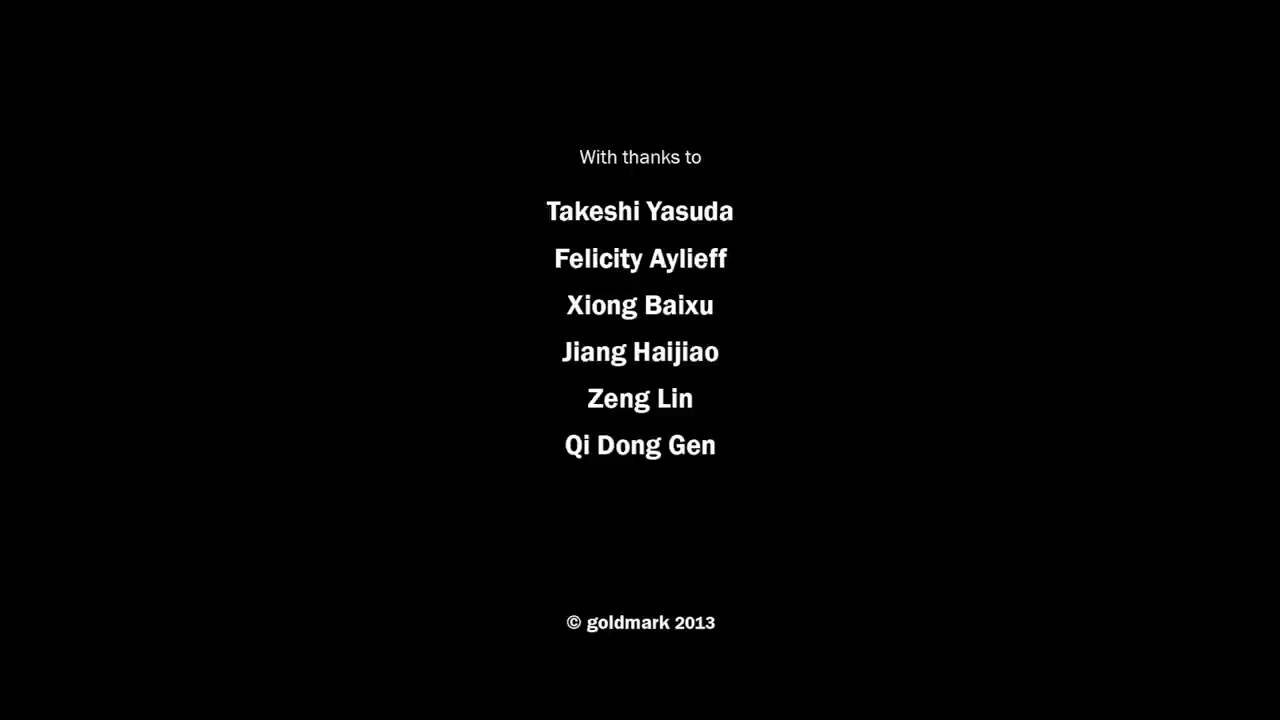 With thanks to
Takeshi Yasuda
Felicity Aylieff
Xiong Baixu
Jiang Haijiao
Zeng Lin
Qi Dong Gen
© goldmark 2013